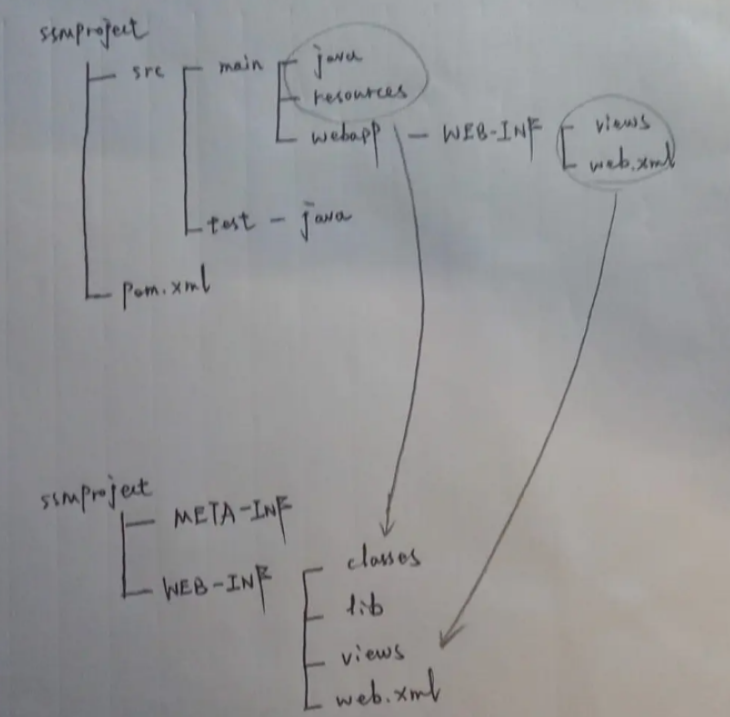 ssmproject
src main java
resources
webapp - WEB-INF views
web.xml
test - java
pom.xml
ssmproject
META-INF
WEB-INF classes
lib
views
web.xml